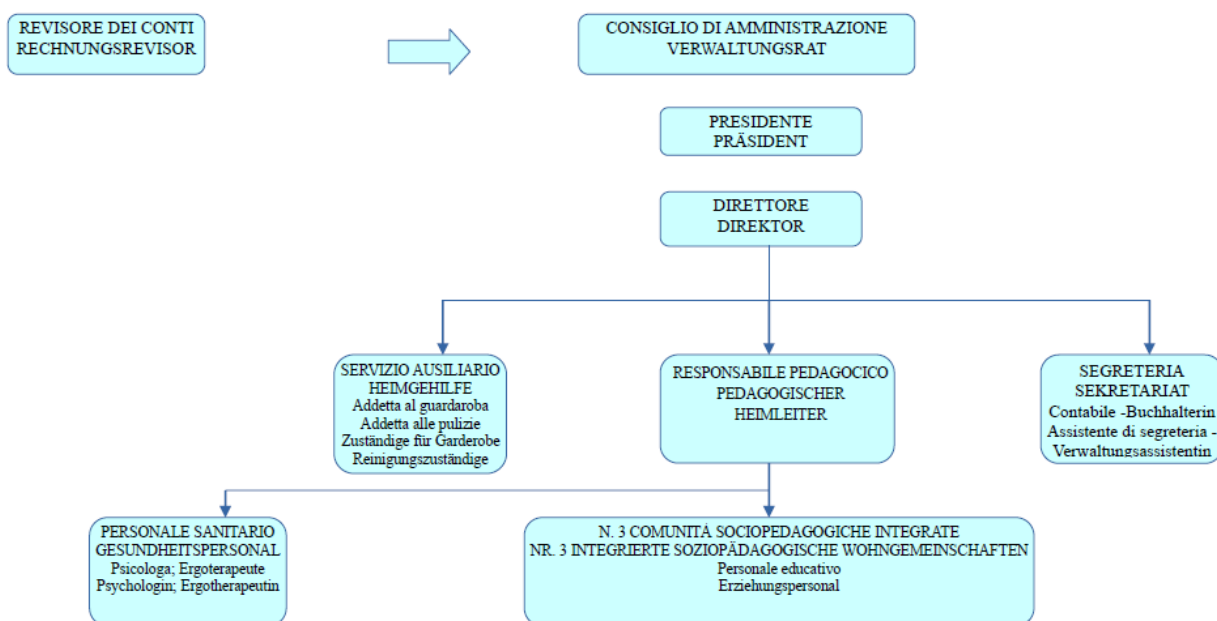 REVISORE DEI CONTI
RECHNUNGSREVISOR
CONSIGLIO DI AMMINISTRAZIONE
VERWALTUNGSRAT
PRESIDENTE
PRÄSIDENT
DIRETTORE
DIREKTOR
SERVIZIO AUSILIARIO
HEIMGEHILFE
Addetta al guardaroba
Addetta alle pulizie
Zuständige für Garderobe
Reinigungszuständige
RESPONSABILE PEDAGOCICO
PEDAGOGISCHER
HEIMLEITER
SEGRETERIA
SEKRETARIAT
Contabile -Buchhalterin
Assistente di segreteria -
Verwaltungsassistentin
PERSONALE SANITARIO
GESUNDHEITSPERSONAL
Psicologa; Ergoterapeute
Psychologin; Ergotherapeutin
N. 3 COMUNITÁ SOCIOPEDAGOGICHE INTEGRATE
NR. 3 INTEGRIERTE SOZIOPÄDAGOGISCHE WOHNGEMEINSCHAFTEN
Personale educativo
Erziehungspersonal